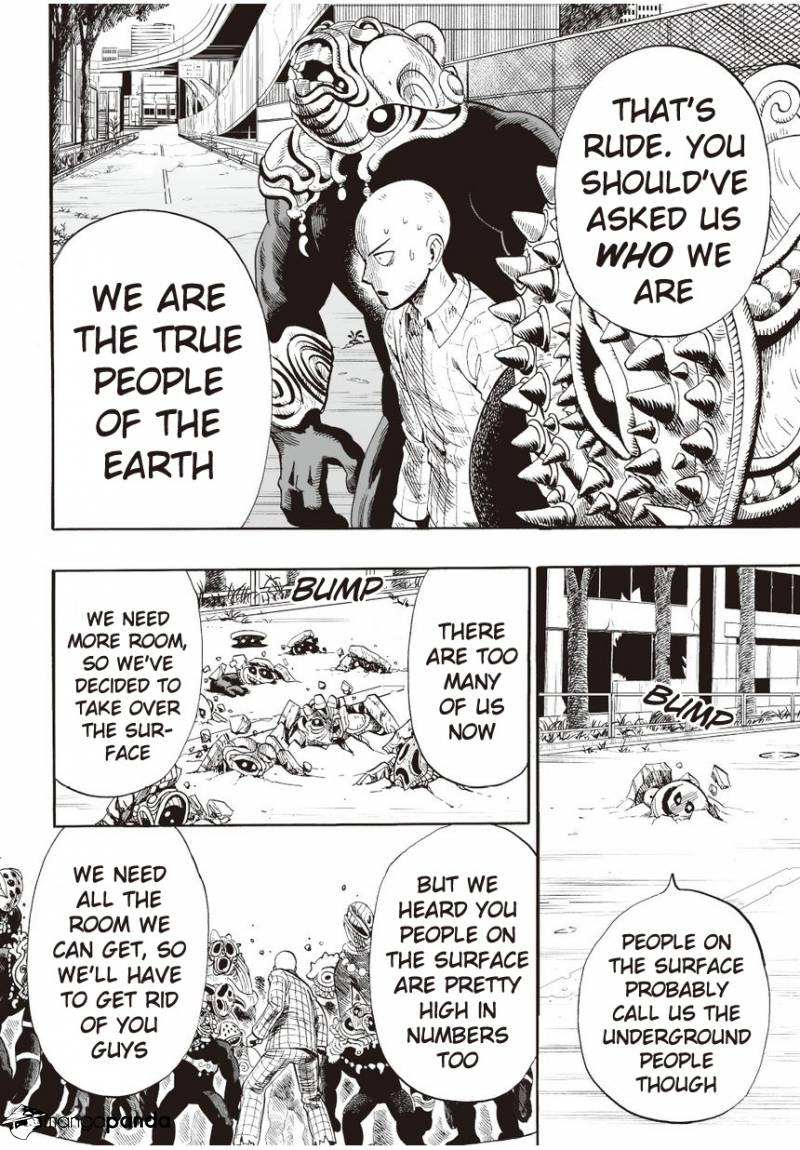 THAT'S
RUDE. YOU
SHOULD'VE
ASKED US
WHO WE
ARE
WE ARE
THE TRUE
PEOPLE
OF THE
EARTH
BUMP
PEOPLE ON
THE SURFACE
PROBABLY
CALL US THE
UNDERGROUND
PEOPLE
THOUGH
BUMP
THERE
ARE TOO
MANY
OF US
NOW
WE NEED
MORE ROOM,
SO WE'VE
DECIDED TO
TAKE OVER
THE SUR-
FACE
BUT WE
HEARD YOU
PEOPLE ON
THE SURFACE
ARE PRETTY
HIGH IN
NUMBERS
TOO
WE NEED
ALL THE
ROOM WE
CAN GET, SO
WE'LL HAVE
TO GET RID
OF YOU
GUYS
mangapanda